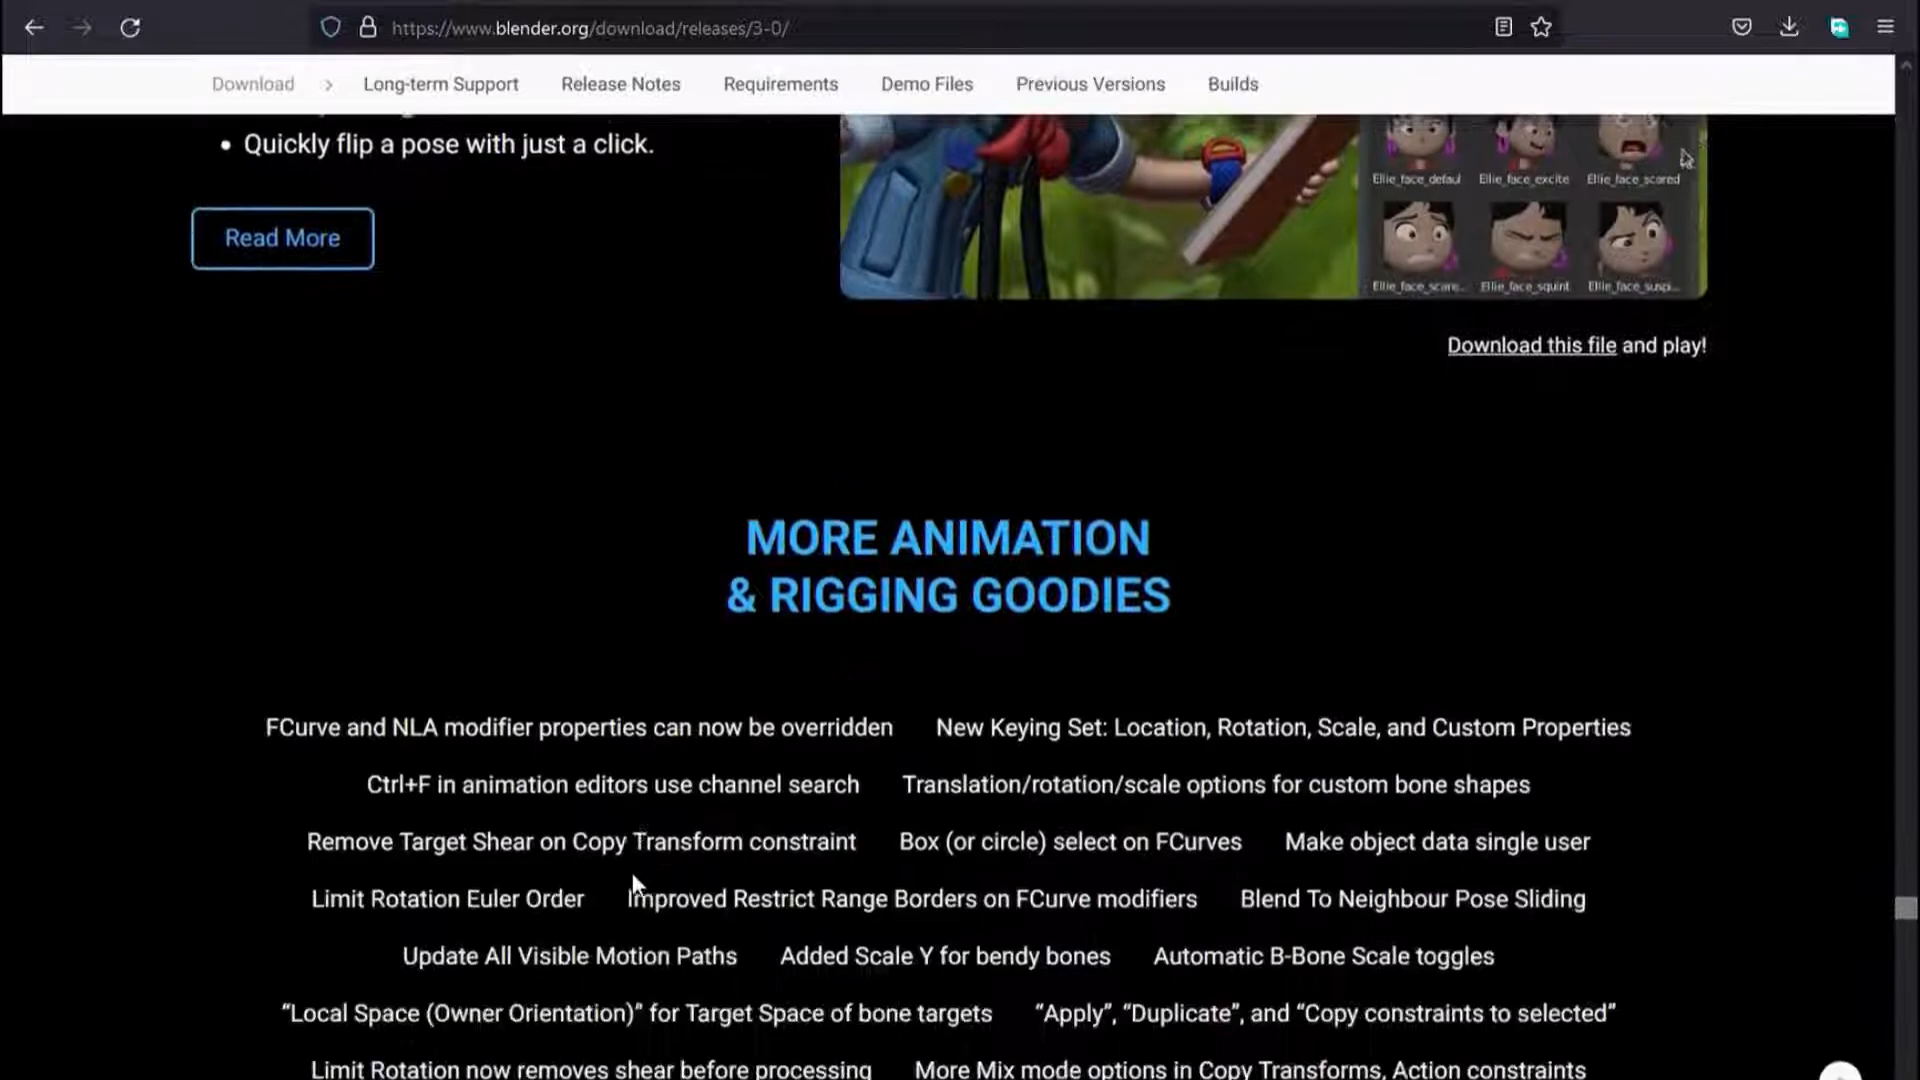 https://www.blender.org/download/releases/3-0/
Download > Long-term Support Release Notes Requirements Demo Files Previous Versions Builds
• Quickly flip a pose with just a click.
Read More
Ellie_face_defaul Ellie_face_excite Ellie_face_scared
Ellie_face_scare... Ellie_face_squint Ellie_face_suspi...
Download this file and play!
MORE ANIMATION
& RIGGING GOODIES
FCurve and NLA modifier properties can now be overridden New Keying Set: Location, Rotation, Scale, and Custom Properties
Ctrl+F in animation editors use channel search Translation/rotation/scale options for custom bone shapes
Remove Target Shear on Copy Transform constraint Box (or circle) select on FCurves Make object data single user
Limit Rotation Euler Order Improved Restrict Range Borders on FCurve modifiers Blend To Neighbour Pose Sliding
Update All Visible Motion Paths Added Scale Y for bendy bones Automatic B-Bone Scale toggles
“Local Space (Owner Orientation)” for Target Space of bone targets “Apply”, “Duplicate”, and “Copy constraints to selected”
Limit Rotation now removes shear before processing More Mix mode options in Copy Transforms, Action constraints